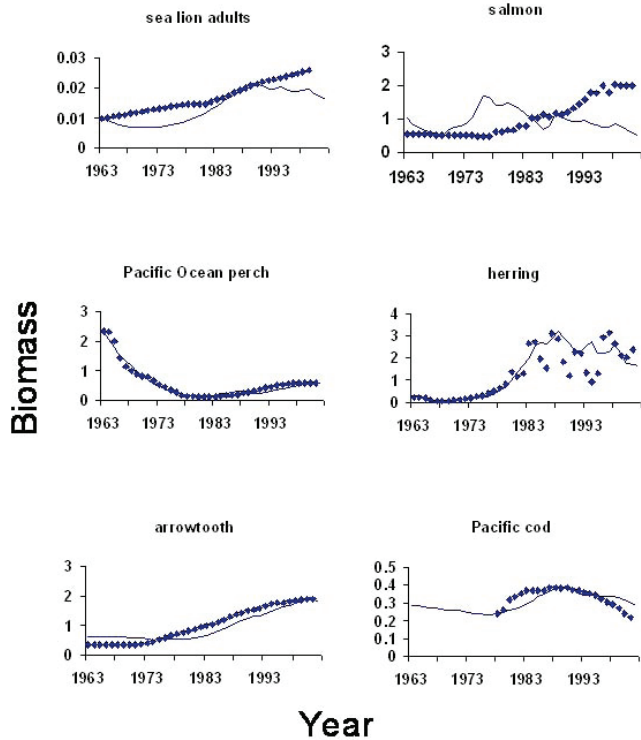 sea lion adults
0.03
0.02
0.01
0
1963 1973 1983 1993
salmon
3
2
1
0
1963 1973 1983 1993
Pacific Ocean perch
3
2
1
0
1963 1973 1983 1993
herring
4
3
2
1
0
1963 1973 1983 1993
Biomass
arrowtooth
3
2
1
0
1963 1973 1983 1993
Pacific cod
0.5
0.4
0.3
0.2
0.1
0
1963 1973 1983 1993
Year